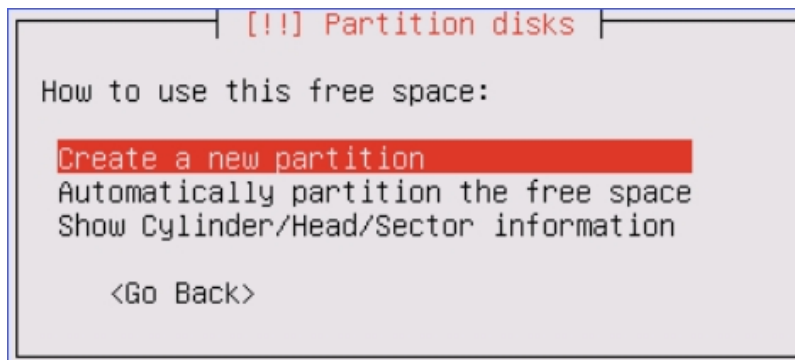 [!!] Partition disks
How to use this free space:
Create a new partition
Automatically partition the free space
Show Cylinder/Head/Sector information
<Go Back>